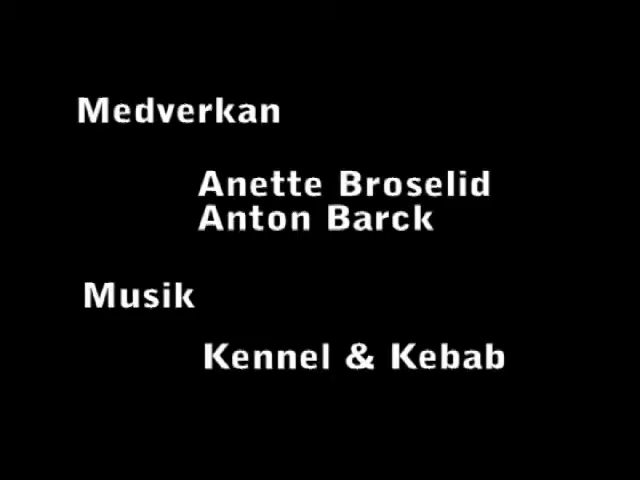 Medverkan
Anette Broselid
Anton Barck
Musik
Kennel & Kebab